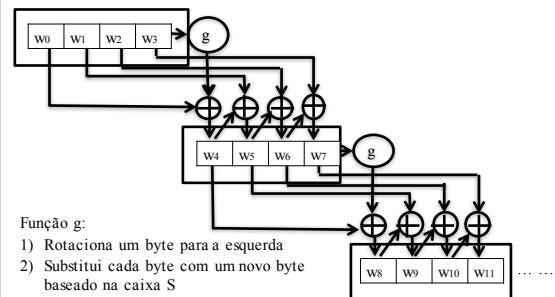 W0 W1 W2 W3 g
W4 W5 W6 W7 g
Função g:
1) Rotaciona um byte para a esquerda
2) Substitui cada byte com um novo byte
baseado na caixa S
W8 W9 W10 W11 ... ...